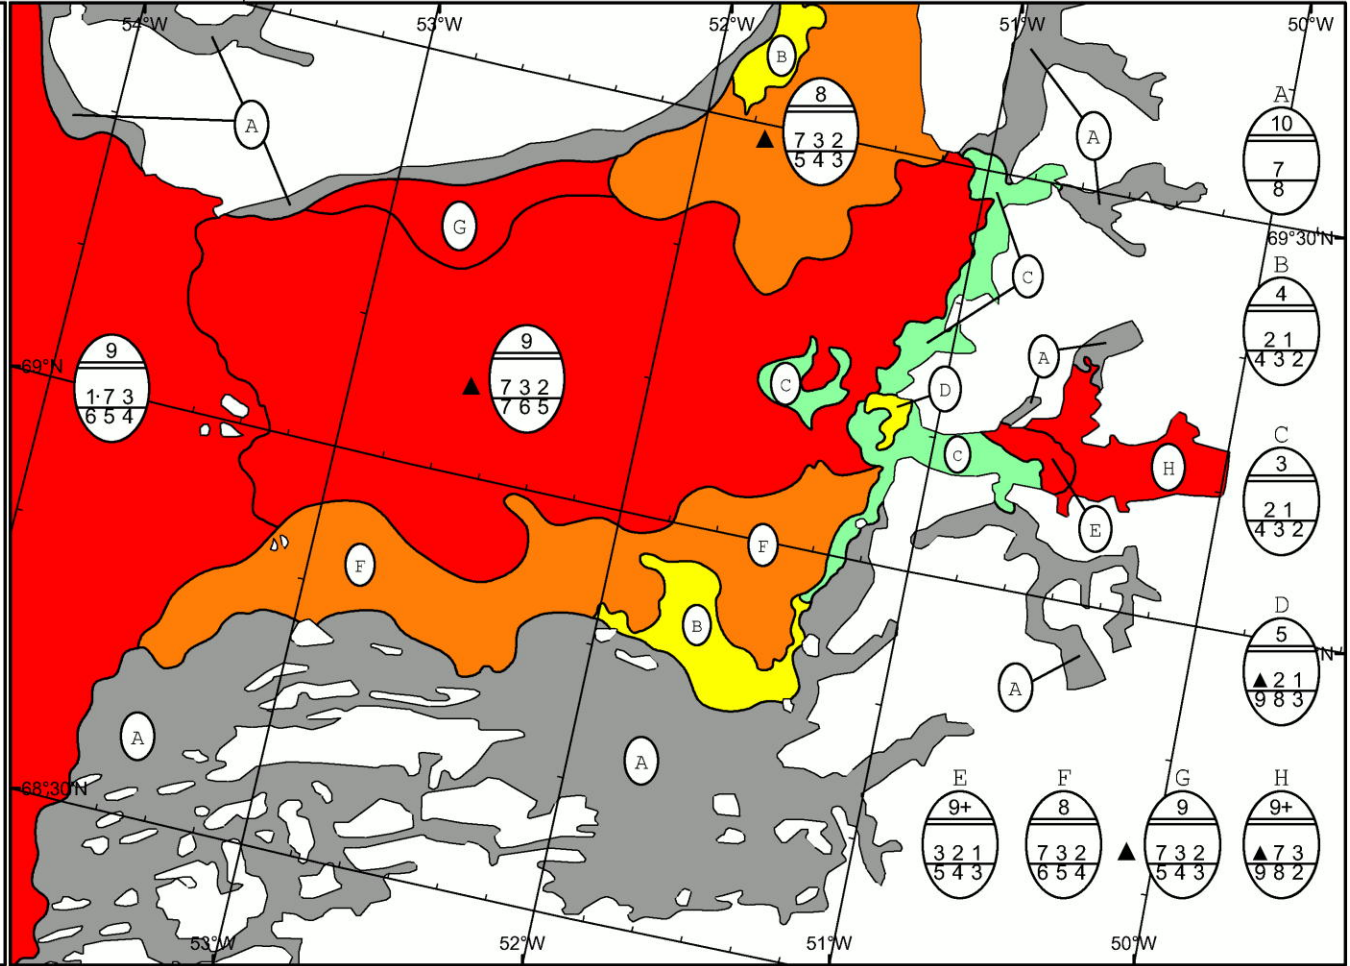 54°W
53°W
52°W
51°W
50°W
B
A
8
7 3 2
5 4 3
A
A
10
7
8
G
69°30'N
C
B
4
2 1
4 3 2
9
1·7 3
6 5 4
69°N
9
7 3 2
7 6 5
C
A
D
C
H
C
3
2 1
4 3 2
E
F
F
B
A
D
5
▲ 2 1
9 8 3
N
A
A
68°30'N
E
9+
3 2 1
5 4 3
F
8
7 3 2
6 5 4
G
9
7 3 2
5 4 3
H
9+
▲ 7 3
9 8 2
53°W
52°W
51°W
50°W